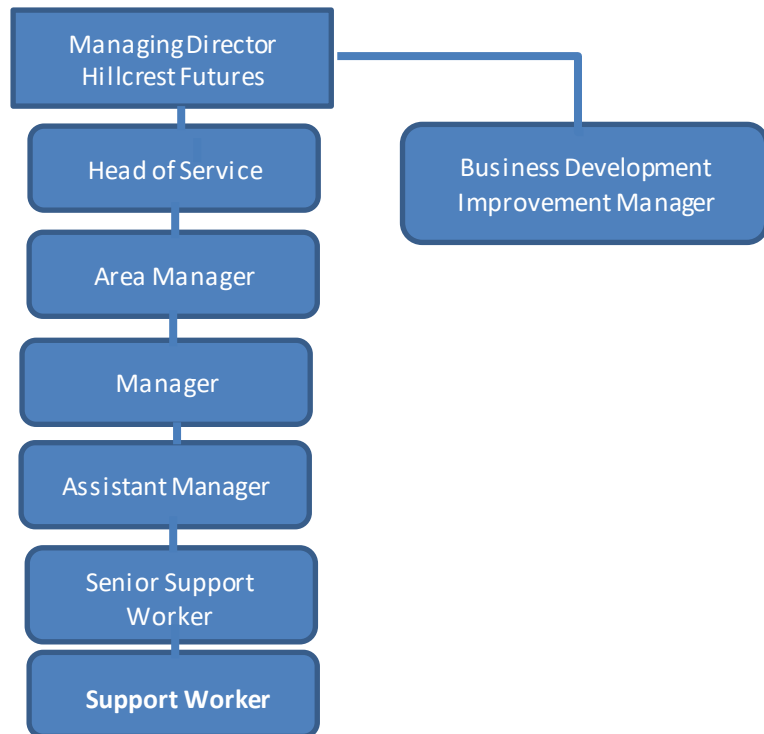 Managing Director
Hillcrest Futures
Head of Service
Business Development
Improvement Manager
Area Manager
Manager
Assistant Manager
Senior Support
Worker
Support Worker